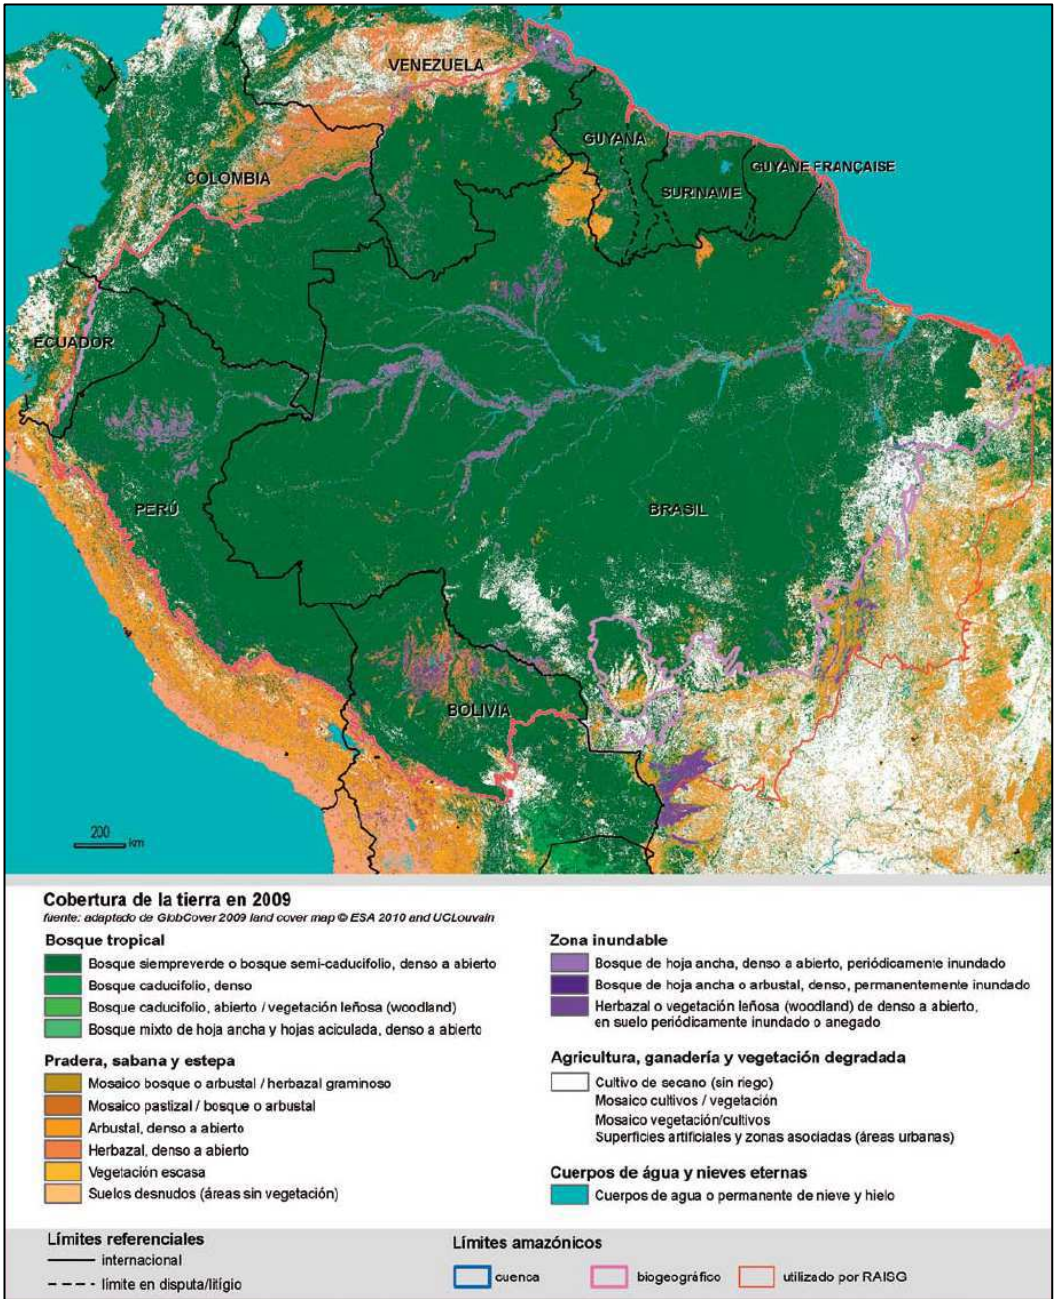 VENEZUELA
GUYANA
GUYANE FRANÇAISE
COLOMBIA
SURINAME
ECUADOR
PERÚ
BRASIL
BOLIVIA
200
km
Cobertura de la tierra en 2009
fuente: adaptado de GlobCover 2009 land cover map © ESA 2010 and UCLouvain
Bosque tropical
Bosque siempreverde o bosque semi-caducifolio, denso a abierto
Bosque caducifolio, denso
Bosque caducifolio, abierto / vegetación leñosa (woodland)
Bosque mixto de hoja ancha y hojas aciculada, denso a abierto
Pradera, sabana y estepa
Mosaico bosque o arbustal / herbazal graminoso
Mosaico pastizal / bosque o arbustal
Arbustal, denso a abierto
Herbazal, denso a abierto
Vegetación escasa
Suelos desnudos (áreas sin vegetación)
Zona inundable
Bosque de hoja ancha, denso a abierto, periódicamente inundado
Bosque de hoja ancha o arbustal, denso, permanentemente inundado
Herbazal o vegetación leñosa (woodland) de denso a abierto,
en suelo periódicamente inundado o anegado
Agricultura, ganadería y vegetación degradada
Cultivo de secano (sin riego)
Mosaico cultivos / vegetación
Mosaico vegetación/cultivos
Superficies artificiales y zonas asociadas (áreas urbanas)
Cuerpos de água y nieves eternas
Cuerpos de agua o permanente de nieve y hielo
Límites referenciales
internacional
límite en disputa/litígio
Límites amazónicos
cuenca
biogeográfico
utilizado por RAISG